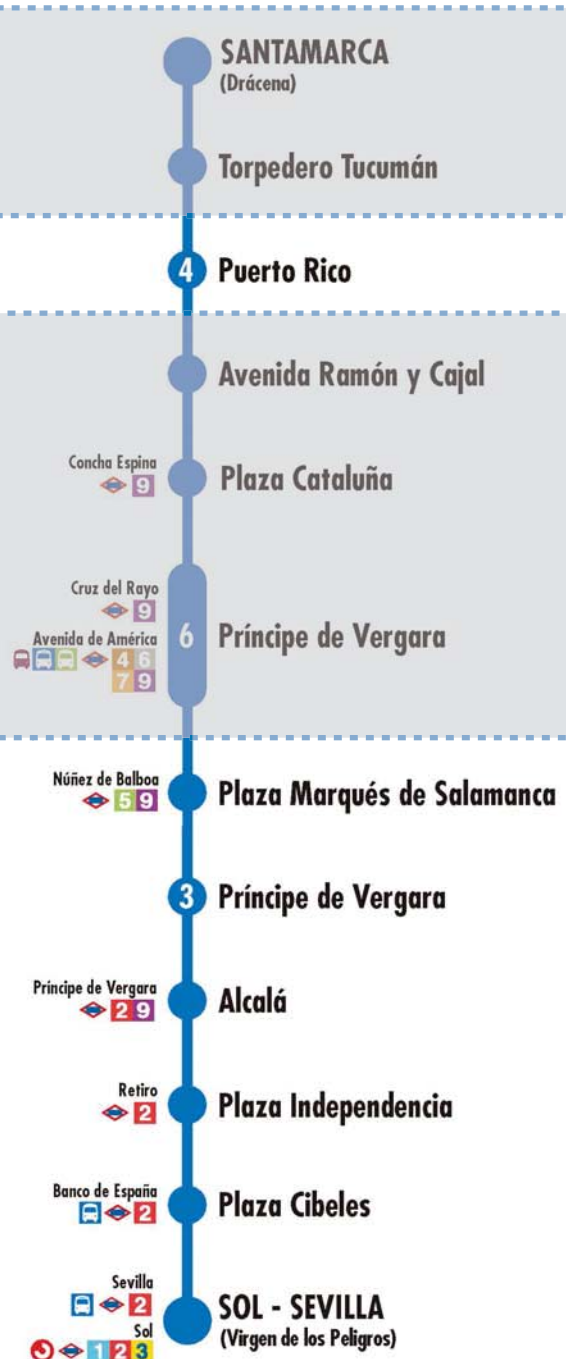 SANTAMARCA
(Drácena)
Torpedero Tucumán
4 Puerto Rico
Avenida Ramón y Cajal
Concha Espina
9
Plaza Cataluña
Cruz del Rayo
9
Avenida de América
4 6
7 9
6 Príncipe de Vergara
Núñez de Balboa
5 9
Plaza Marqués de Salamanca
3 Príncipe de Vergara
Príncipe de Vergara
2 9
Alcalá
Retiro
2
Plaza Independencia
Banco de España
2
Plaza Cibeles
Sevilla
2
Sol
1 2 3
SOL - SEVILLA
(Virgen de los Peligros)